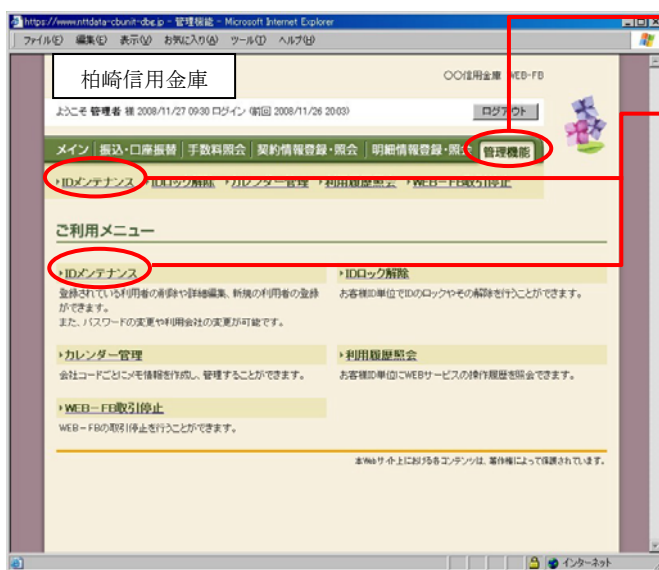 https://www.nttdata-cbunit-dbc.jp - 管理機能 - Microsoft Internet Explorer
ファイル(F) 編集(E) 表示(V) お気に入り(A) ツール(T) ヘルプ(H)
柏崎信用金庫
〇〇信用金庫 WEB-FB
ようこそ 管理者 様 2008/11/27 09:30 ログイン (前回 2008/11/26 20:03)
ログアウト
メイン 振込・口座振替 手数料照会 契約情報登録・照会 明細情報登録・照会 管理機能
IDメンテナンス IDロック解除 カレンダー管理 利用履歴照会 WEB－FB取引停止
ご利用メニュー
IDメンテナンス IDロック解除
登録されている利用者の削除や詳細編集、新規の利用者の登録 お客様ID単位でIDのロックやその解除を行うことができます。
ができます。
また、パスワードの変更や利用会社の変更が可能です。
カレンダー管理 利用履歴照会
会社コードごとにメモ情報を作成し、管理することができます。 お客様ID単位にWEBサービスの操作履歴を照会できます。
WEB－FB取引停止
WEB－FBの取引停止を行うことができます。
本Webサイト上における各コンテンツは、著作権によって保護されています。
インターネット